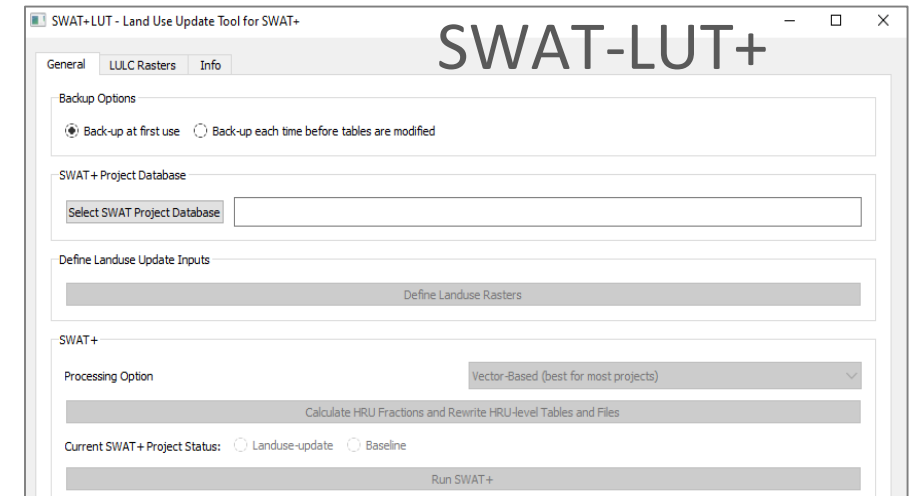 SWAT+LUT - Land Use Update Tool for SWAT+
SWAT-LUT+
General LULC Rasters Info
Backup Options
Back-up at first use Back-up each time before tables are modified
SWAT+ Project Database
Select SWAT Project Database
Define Landuse Update Inputs
Define Landuse Rasters
SWAT+
Processing Option Vector-Based (best for most projects)
Calculate HRU Fractions and Rewrite HRU-level Tables and Files
Current SWAT+ Project Status: Landuse-update Baseline
Run SWAT+